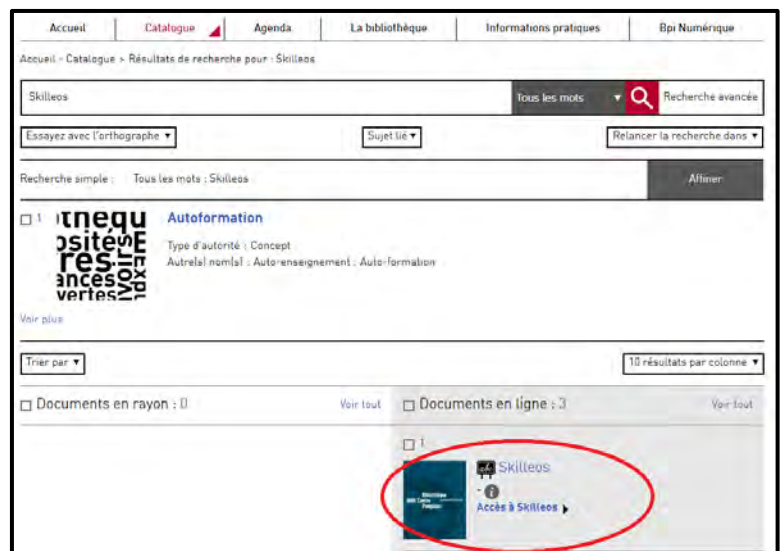 Accueil Catalogue Agenda La bibliothèque Informations pratiques Bpi Numérique
Accueil - Catalogue > Résultats de recherche pour : Skilleos
Skilleos Tous les mots ▼ Recherche avancée
Essayez avec l'orthographe ▼ Sujet lié ▼ Relancer la recherche dans ▼
Recherche simple : Tous les mots : Skilleos Affiner
1 Autoformation
Type d'autorité : Concept
Autre(s) nom(s) : Auto-enseignement ; Auto-formation
Voir plus
Trier par ▼ 10 résultats par colonne ▼
Documents en rayon : 0 Voir tout Documents en ligne : 3 Voir tout
1
Skilleos
- i
Accès à Skilleos